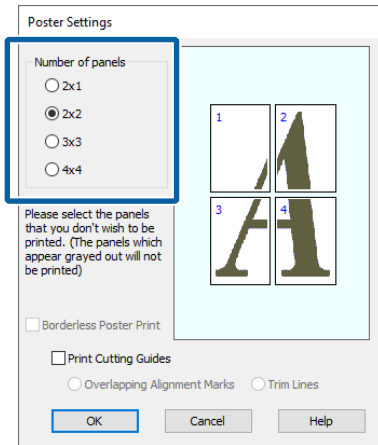 Poster Settings
Number of panels
2x1
2x2
3x3
4x4
1
2
3
4
Please select the panels
that you don't wish to be
printed. (The panels which
appear grayed out will not
be printed)
Borderless Poster Print
Print Cutting Guides
Overlapping Alignment Marks
Trim Lines
OK
Cancel
Help